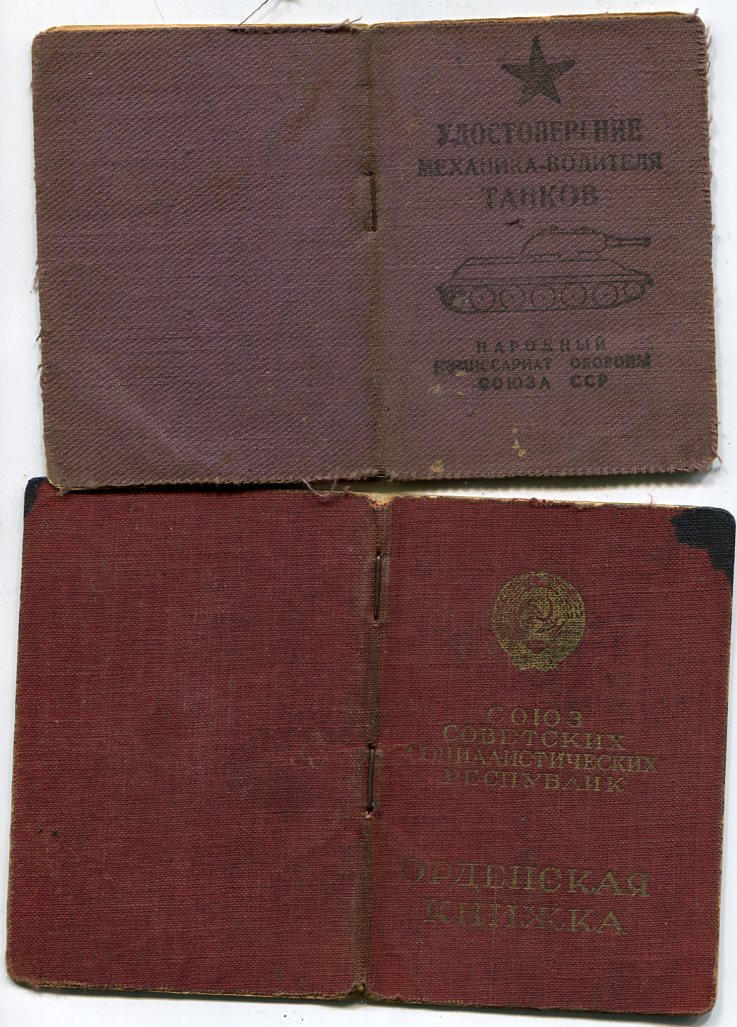 УДОСТОВЕРЕНИЕ
МЕХАНИКА-ВОДИТЕЛЯ
ТАНКОВ
НАРОДНЫЙ
КОМИССАРИАТ ОБОРОНЫ
СОЮЗА ССР
СОЮЗ
СОВЕТСКИХ
СОЦИАЛИСТИЧЕСКИХ
РЕСПУБЛИК
ОРДЕНСКАЯ
КНИЖКА